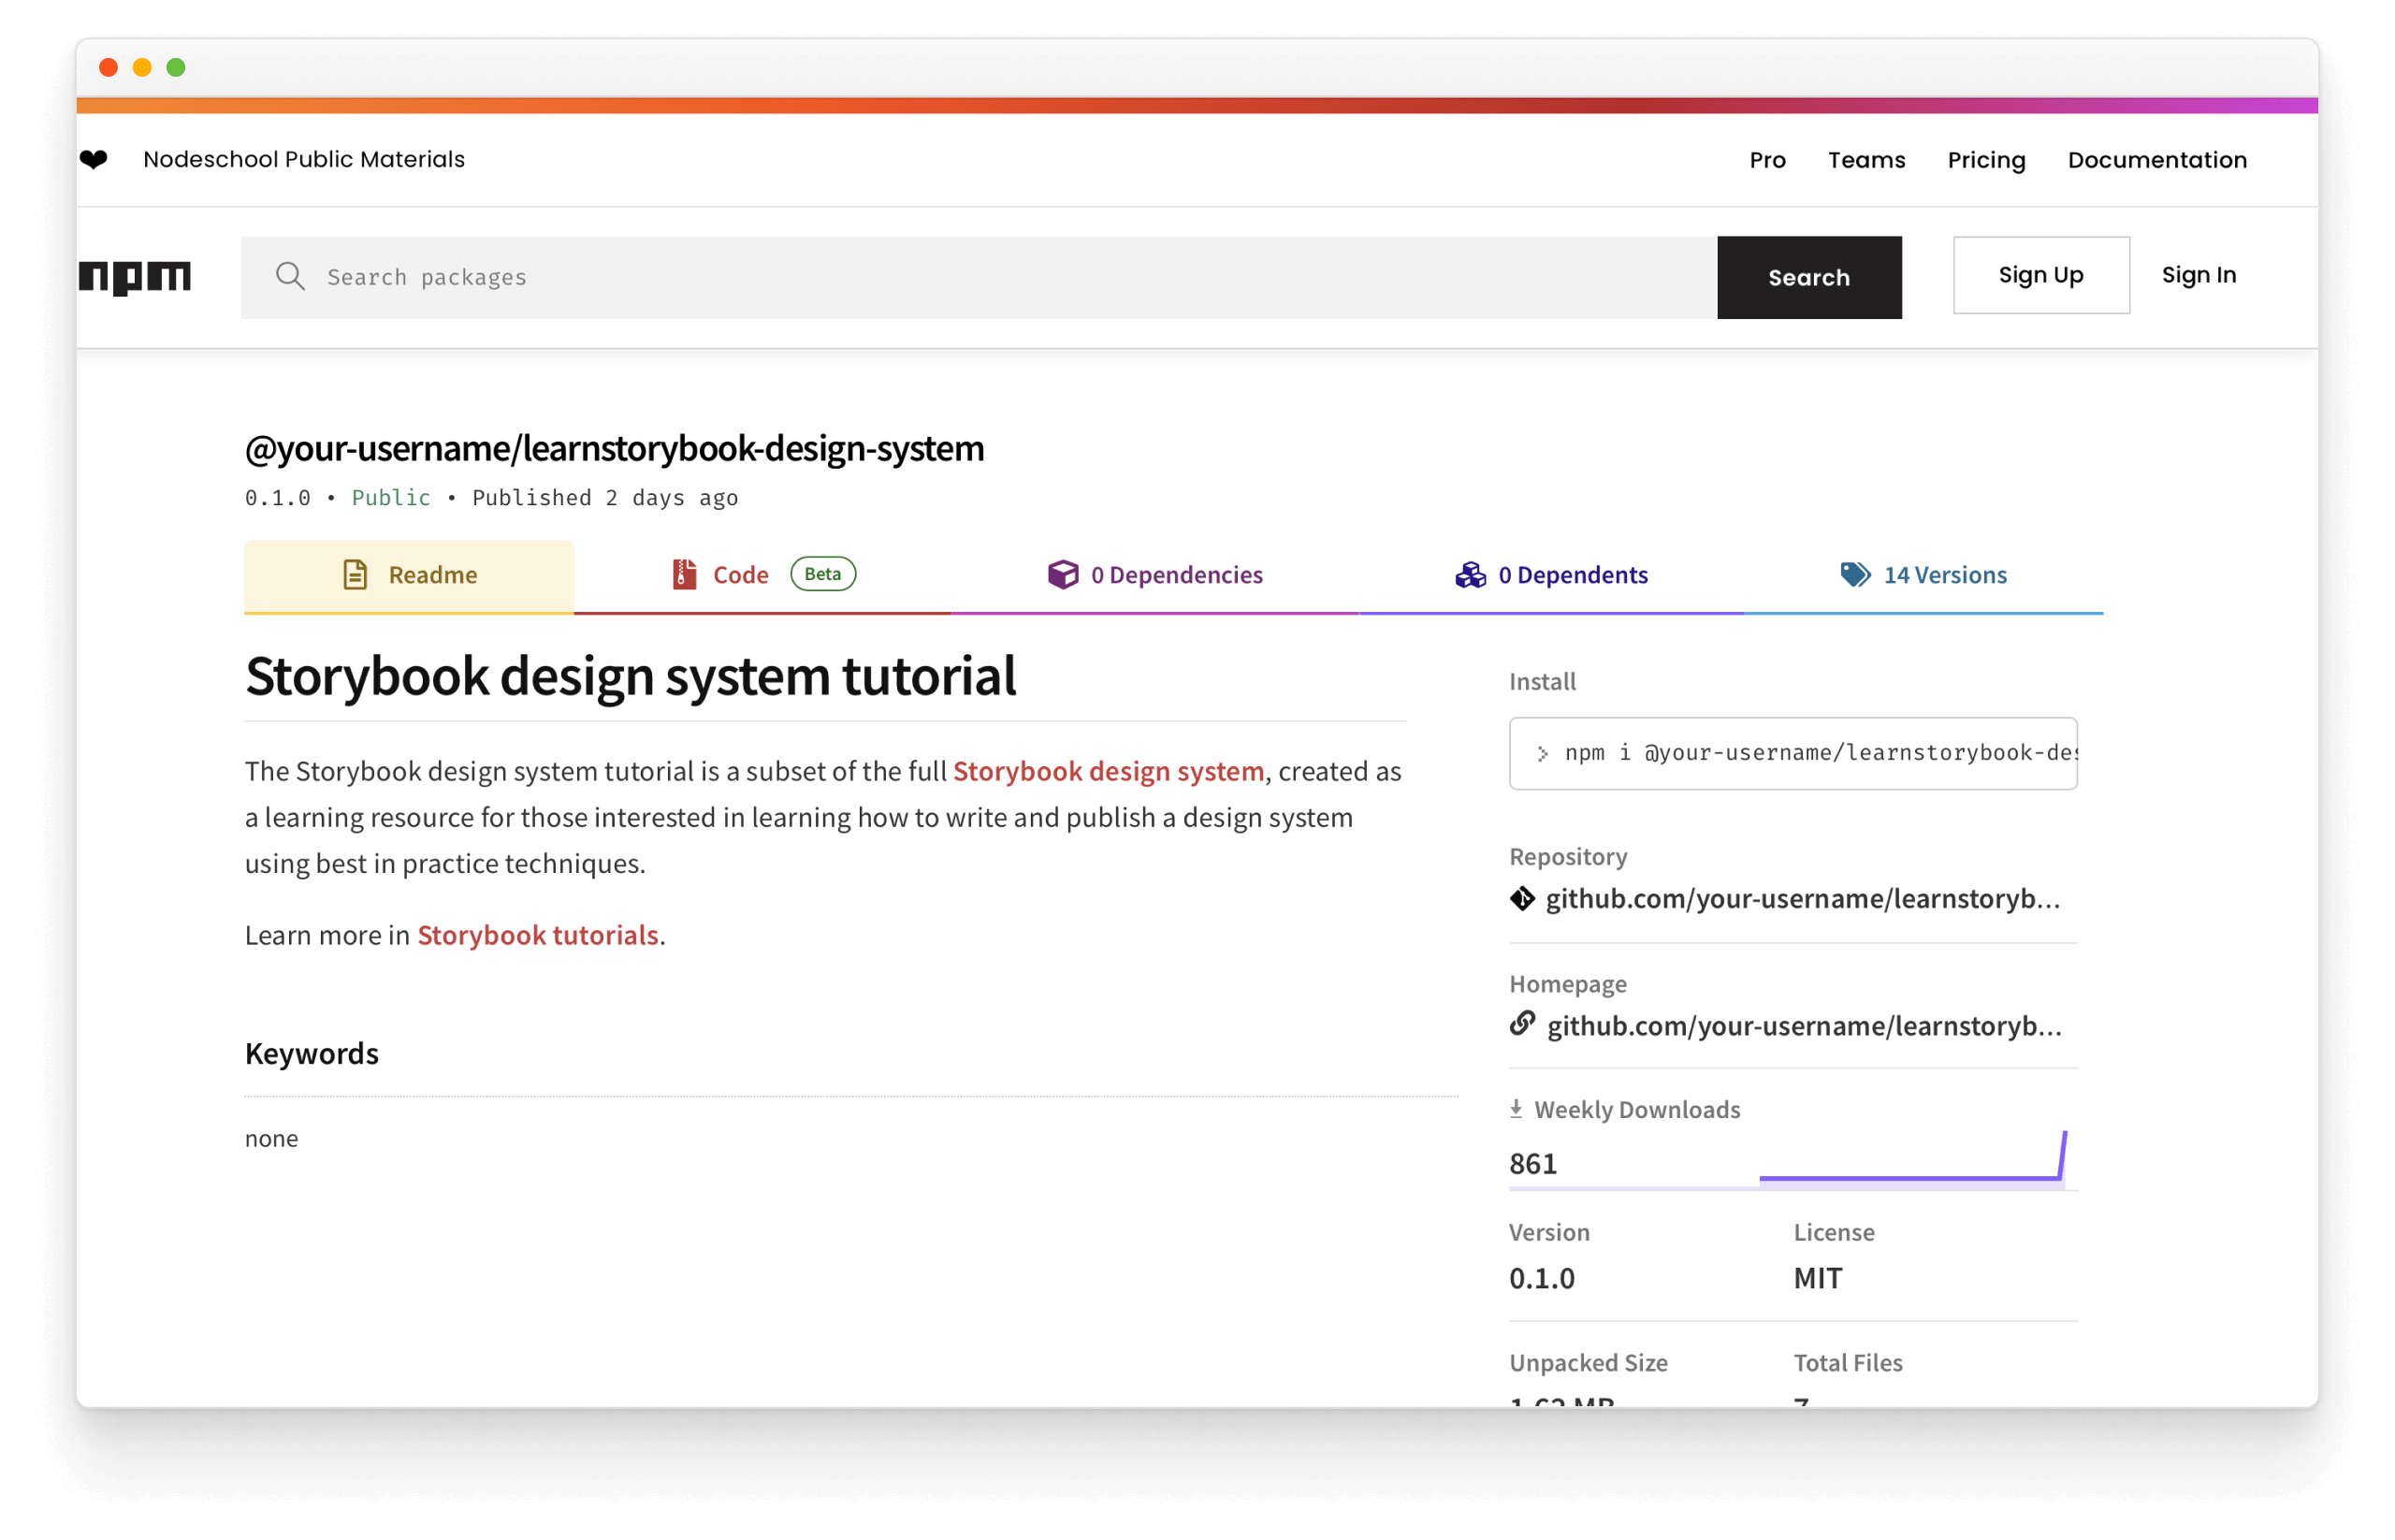 Nodeschool Public Materials
Pro Teams Pricing Documentation
npm
Search packages
Search
Sign Up
Sign In
@your-username/learnstorybook-design-system
0.1.0 • Public • Published 2 days ago
Readme
Code Beta
0 Dependencies
0 Dependents
14 Versions
Storybook design system tutorial
The Storybook design system tutorial is a subset of the full Storybook design system, created as
a learning resource for those interested in learning how to write and publish a design system
using best in practice techniques.
Learn more in Storybook tutorials.
Keywords
none
Install
> npm i @your-username/learnstorybook-des
Repository
github.com/your-username/learnstoryb...
Homepage
github.com/your-username/learnstoryb...
Weekly Downloads
861
Version License
0.1.0 MIT
Unpacked Size Total Files